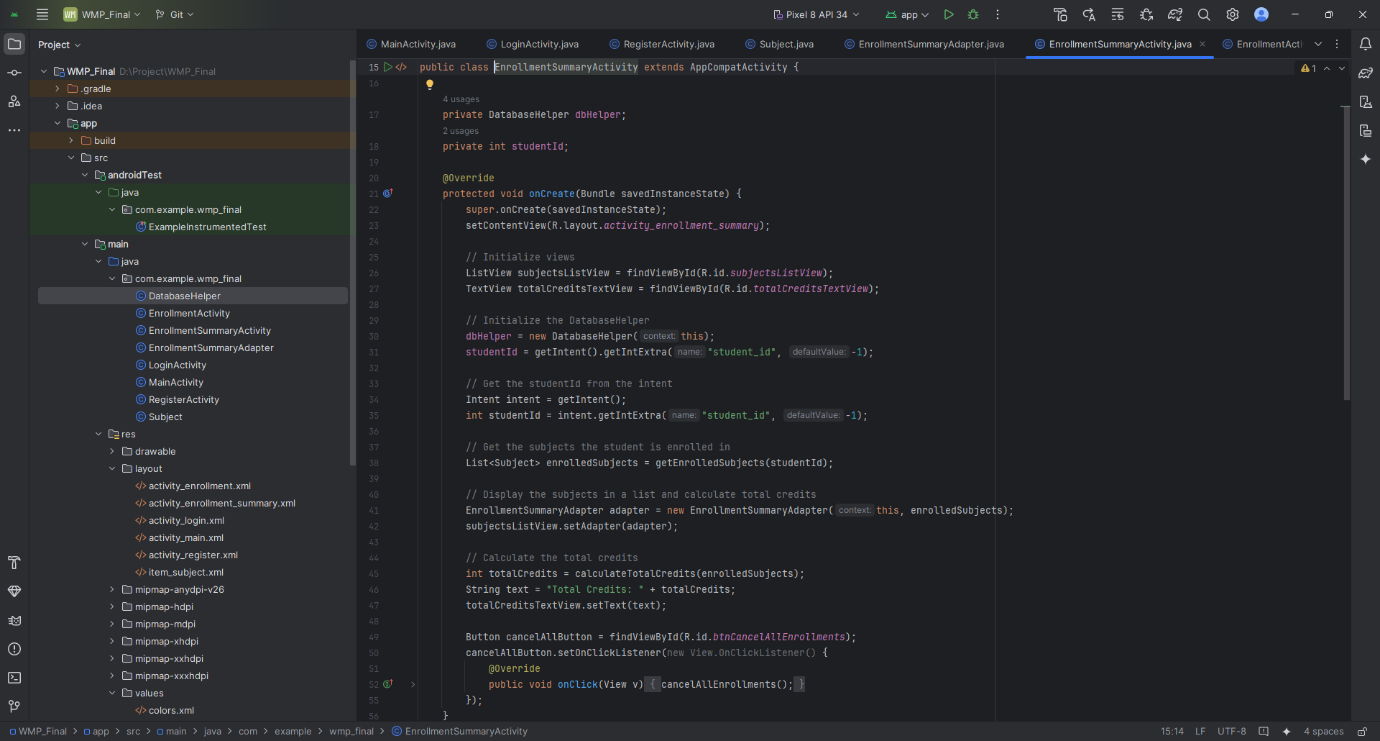 WM WMP_Final Git Pixel 8 API 34 app
Project
MainActivity.java LoginActivity.java RegisterActivity.java Subject.java EnrollmentSummaryAdapter.java EnrollmentSummaryActivity.java EnrollmentActi
WMP_Final D:\Project\WMP_Final
.gradle
.idea
app
build
src
androidTest
java
com.example.wmp_final
ExampleInstrumentedTest
main
java
com.example.wmp_final
DatabaseHelper
EnrollmentActivity
EnrollmentSummaryActivity
EnrollmentSummaryAdapter
LoginActivity
MainActivity
RegisterActivity
Subject
res
drawable
layout
activity_enrollment.xml
activity_enrollment_summary.xml
activity_login.xml
activity_main.xml
activity_register.xml
item_subject.xml
mipmap-anydpi-v26
mipmap-hdpi
mipmap-mdpi
mipmap-xhdpi
mipmap-xxhdpi
mipmap-xxxhdpi
values
colors.xml
15 public class EnrollmentSummaryActivity extends AppCompatActivity { 1
16
4 usages
17 private DatabaseHelper dbHelper;
2 usages
18 private int studentId;
19
20 @Override
21 protected void onCreate(Bundle savedInstanceState) {
22 super.onCreate(savedInstanceState);
23 setContentView(R.layout.activity_enrollment_summary);
24
25 // Initialize views
26 ListView subjectsListView = findViewById(R.id.subjectsListView);
27 TextView totalCreditsTextView = findViewById(R.id.totalCreditsTextView);
28
29 // Initialize the DatabaseHelper
30 dbHelper = new DatabaseHelper( context: this);
31 studentId = getIntent().getIntExtra( name: "student_id", defaultValue: -1);
32
33 // Get the studentId from the intent
34 Intent intent = getIntent();
35 int studentId = intent.getIntExtra( name: "student_id", defaultValue: -1);
36
37 // Get the subjects the student is enrolled in
38 List<Subject> enrolledSubjects = getEnrolledSubjects(studentId);
39
40 // Display the subjects in a list and calculate total credits
41 EnrollmentSummaryAdapter adapter = new EnrollmentSummaryAdapter( context: this, enrolledSubjects);
42 subjectsListView.setAdapter(adapter);
43
44 // Calculate the total credits
45 int totalCredits = calculateTotalCredits(enrolledSubjects);
46 String text = "Total Credits: " + totalCredits;
47 totalCreditsTextView.setText(text);
48
49 Button cancelAllButton = findViewById(R.id.btnCancelAllEnrollments);
50 cancelAllButton.setOnClickListener(new View.OnClickListener() {
51 @Override
52 public void onClick(View v) { cancelAllEnrollments(); }
55 });
56 }
WMP_Final > app > src > main > java > com > example > wmp_final > EnrollmentSummaryActivity 15:14 LF UTF-8 4 spaces